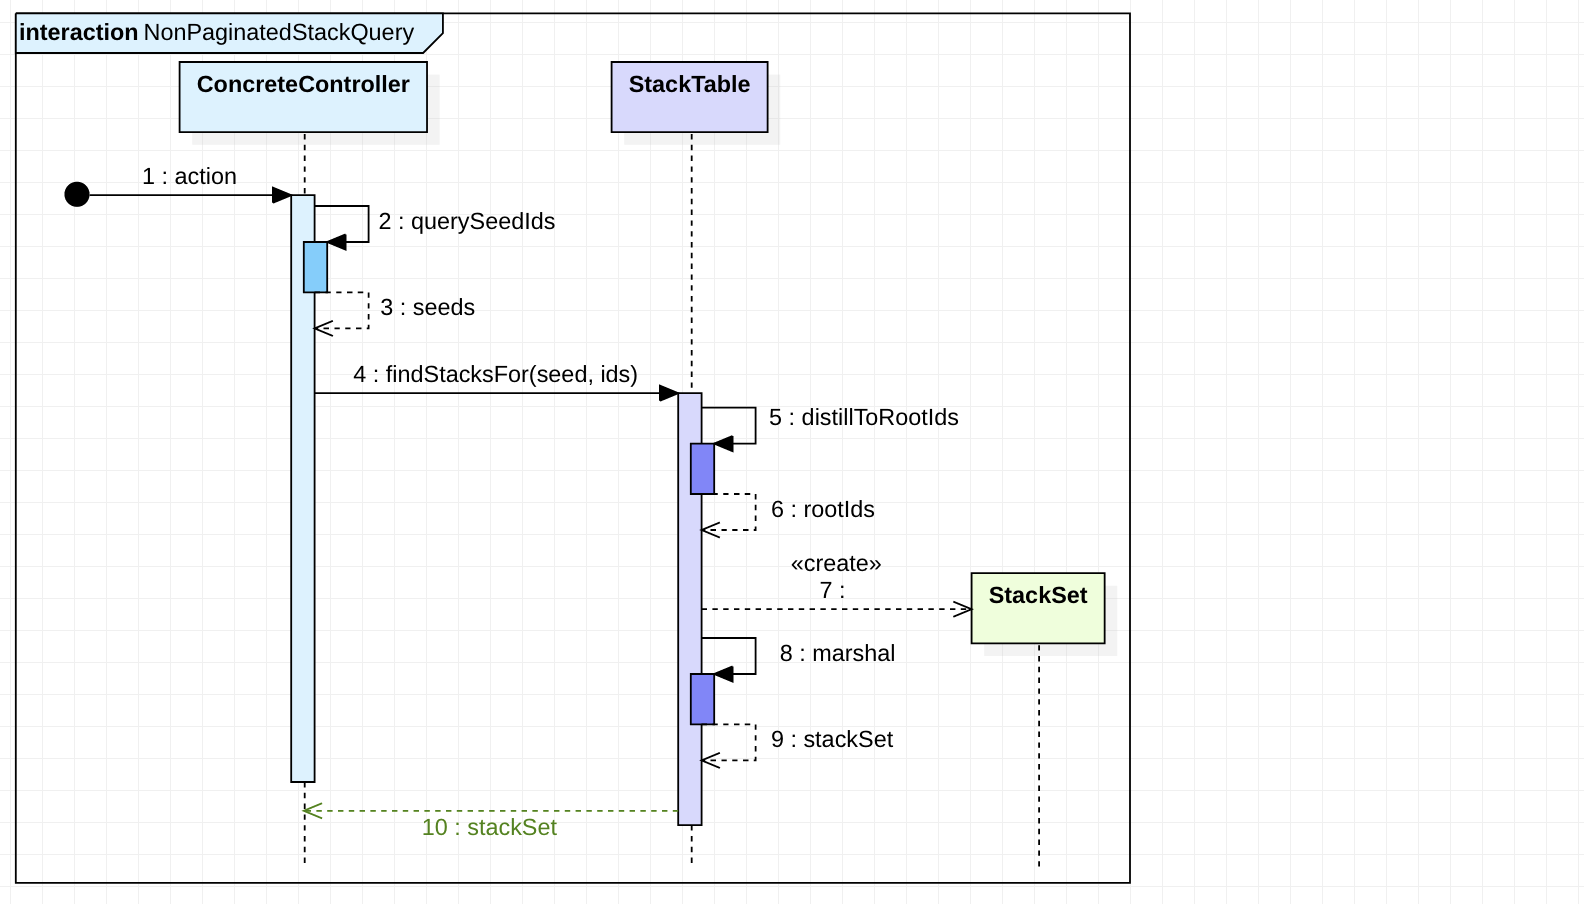 interaction NonPaginatedStackQuery
ConcreteController
StackTable
1 : action
2 : querySeedIds
3 : seeds
4 : findStacksFor(seed, ids)
5 : distillToRootIds
6 : rootIds
«create»
7 :
StackSet
8 : marshal
9 : stackSet
10 : stackSet